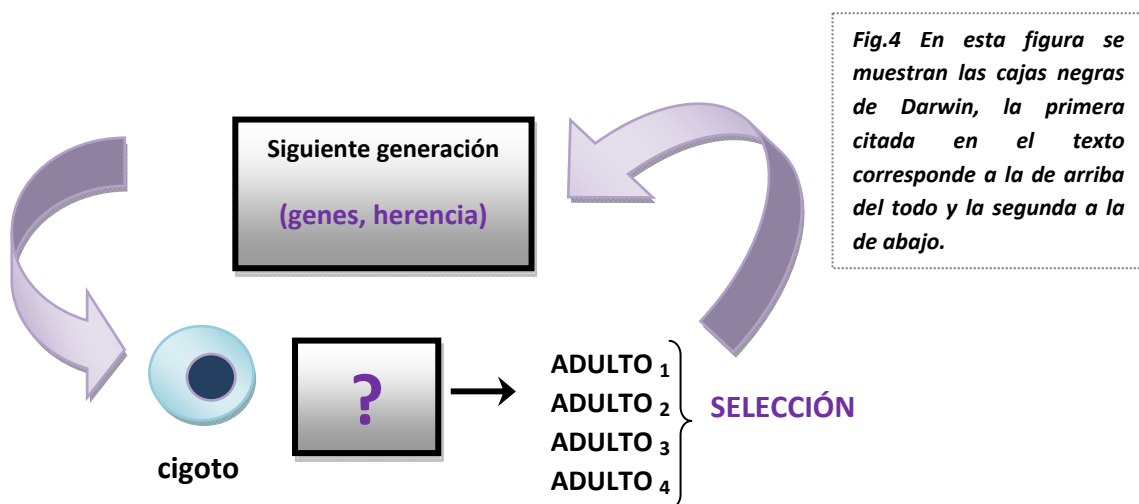 Fig.4 En esta figura se
muestran las cajas negras
de Darwin, la primera
citada en el texto
corresponde a la de arriba
del todo y la segunda a la
de abajo.
Siguiente generación
(genes, herencia)
cigoto
?
ADULTO 1
ADULTO 2
ADULTO 3
ADULTO 4
SELECCIÓN